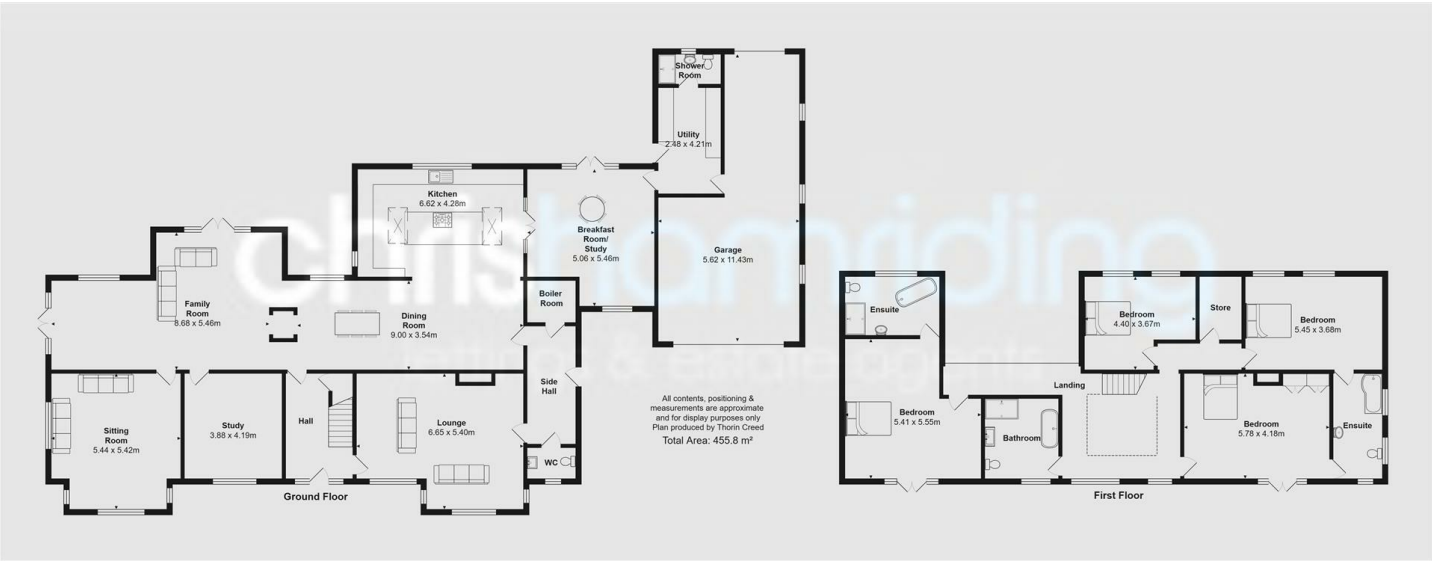 Shower
Room
Utility
2.48 x 4.21m
Kitchen
6.62 x 4.28m
Breakfast
Room/
Study
5.06 x 5.46m
Garage
5.62 x 11.43m
Family
Room
8.68 x 5.46m
Dining
Room
9.00 x 3.54m
Boiler
Room
Side
Hall
Sitting
Room
5.44 x 5.42m
Study
3.88 x 4.19m
Hall
Lounge
6.65 x 5.40m
WC
Ground Floor
All contents, positioning &
measurements are approximate
and for display purposes only
Plan produced by Thorin Creed
Total Area: 455.8 m²
Ensuite
Bedroom
5.41 x 5.55m
Bathroom
Landing
Bedroom
4.40 x 3.67m
Store
Bedroom
5.45 x 3.68m
Bedroom
5.78 x 4.18m
Ensuite
First Floor
chrishamriding
& estate agents